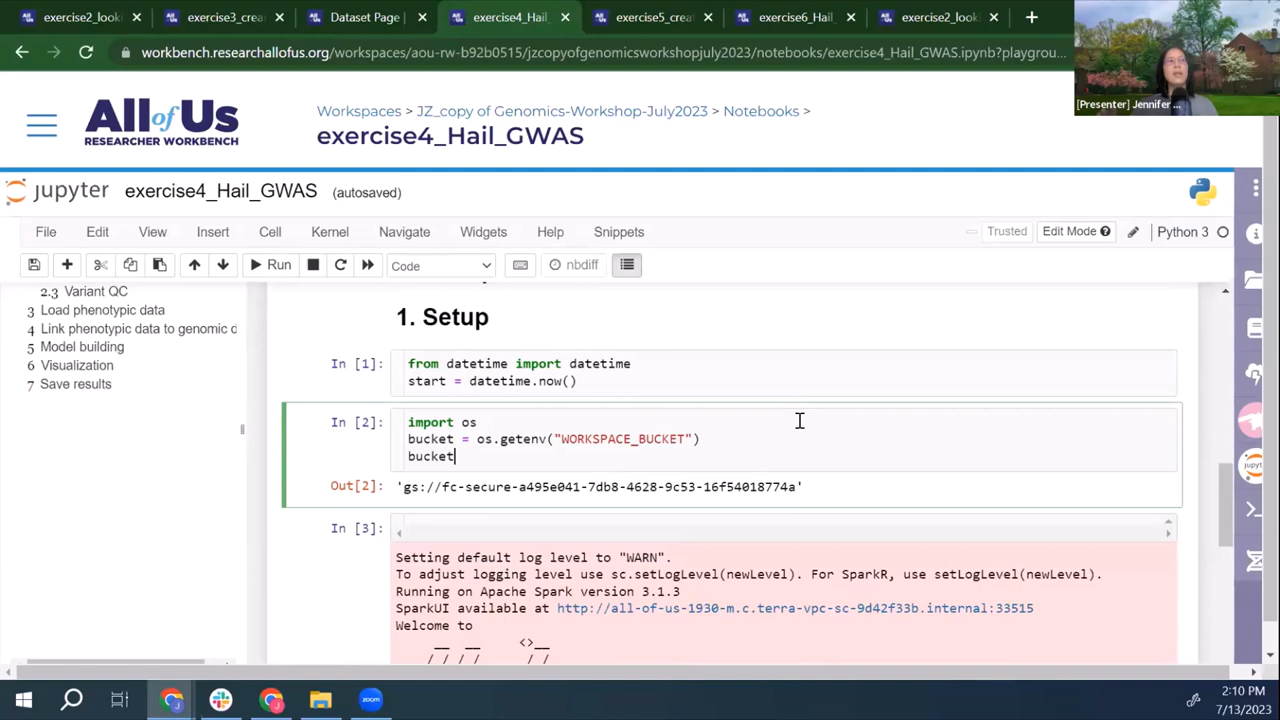 exercise2_look
exercise3_crea
Dataset Page |
exercise4_Hail_
exercise5_crea
exercise6_Hail_
exercise2_look
workbench.researchallofus.org/workspaces/aou-rw-b92b0515/jzcopyofgenomicsworkshopjuly2023/notebooks/exercise4_Hail_GWAS.ipynb?playgrou...
[Presenter] Jennifer ...
All of Us
RESEARCHER WORKBENCH
Workspaces > JZ_copy of Genomics-Workshop-July2023 > Notebooks >
exercise4_Hail_GWAS
jupyter exercise4_Hail_GWAS (autosaved)
File Edit View Insert Cell Kernel Navigate Widgets Help Snippets
Trusted Edit Mode Python 3
Run Code nbdiff
2.3 Variant QC
3 Load phenotypic data
4 Link phenotypic data to genomic d
5 Model building
6 Visualization
7 Save results
1. Setup
In [1]: from datetime import datetime
start = datetime.now()
In [2]: import os
bucket = os.getenv("WORKSPACE_BUCKET")
bucket
Out[2]: 'gs://fc-secure-a495e041-7db8-4628-9c53-16f54018774a'
In [3]:
Setting default log level to "WARN".
To adjust logging level use sc.setLogLevel(newLevel). For SparkR, use setLogLevel(newLevel).
Running on Apache Spark version 3.1.3
SparkUI available at http://all-of-us-1930-m.c.terra-vpc-sc-9d42f33b.internal:33515
Welcome to
__ __ <>__
/ / / / / /
zoom
2:10 PM
7/13/2023